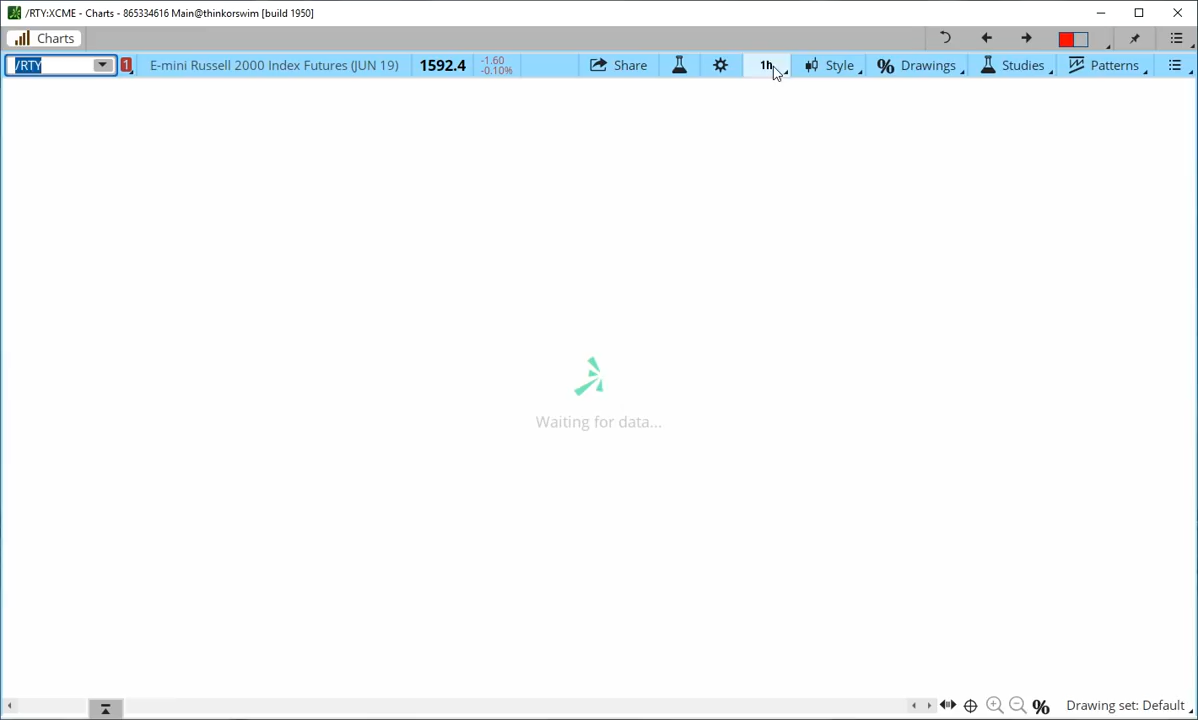 /RTY:XCME - Charts - 865334616 Main@thinkorswim [build 1950]
Charts
/RTY 1 E-mini Russell 2000 Index Futures (JUN 19) 1592.4 -1.60 Share 1h Style % Drawings Studies Patterns
-0.10%
Waiting for data...
% Drawing set: Default